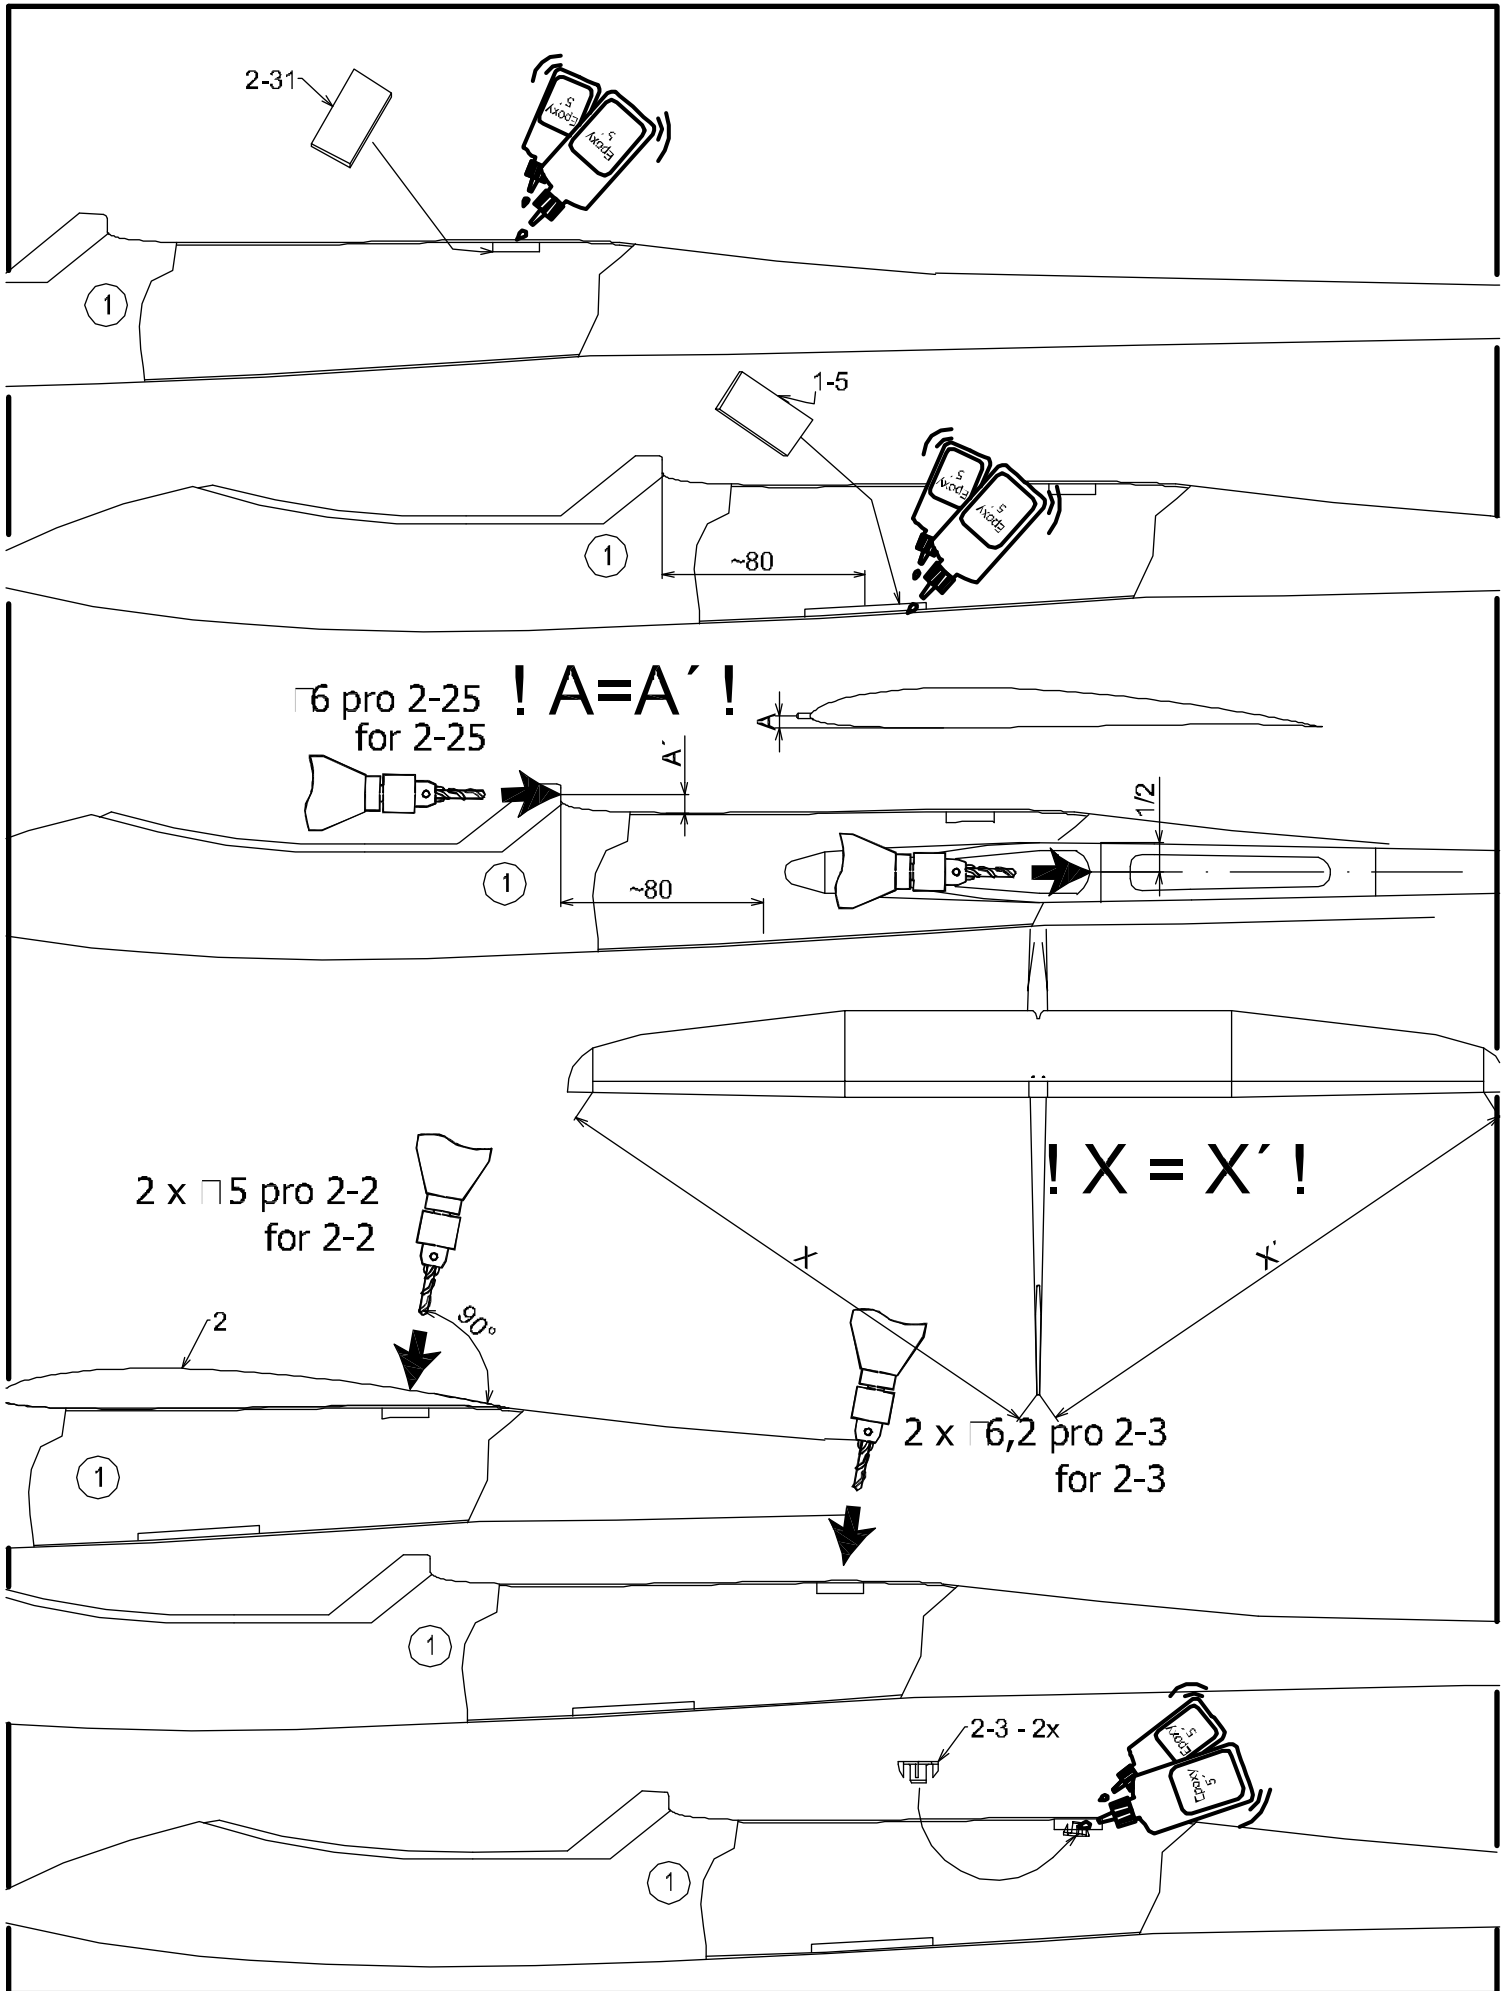 2-31
Epoxy
5´
Epoxy
5´
1
1-5
Epoxy
5´
Epoxy
5´
1
~80
□6 pro 2-25
for 2-25
! A=A´ !
A
A´
1/2
1
~80
! X = X´ !
X
X´
2 x □5 pro 2-2
for 2-2
90°
2
1
2 x □6,2 pro 2-3
for 2-3
1
2-3 - 2x
Epoxy
5´
Epoxy
5´
1